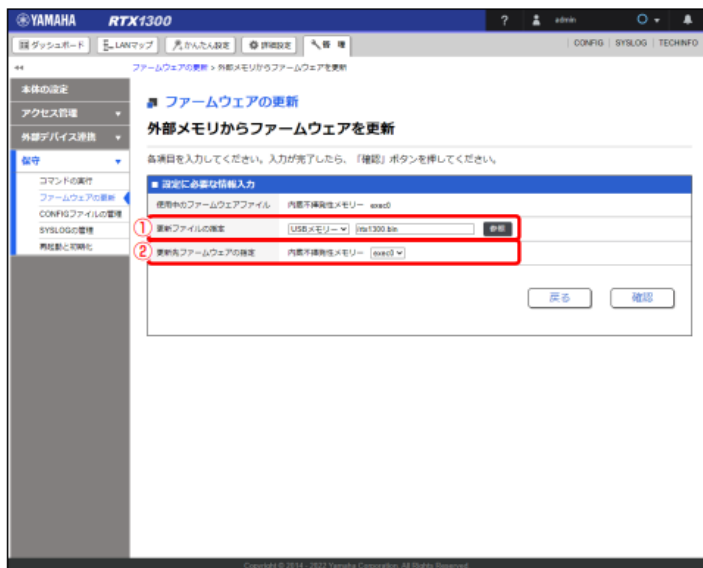 YAMAHA RTX1300
? admin
ダッシュボード LANマップ かんたん設定 詳細設定 管理
CONFIG | SYSLOG | TECHINFO
ファームウェアの更新 > 外部メモリからファームウェアを更新
本体の設定
アクセス管理
外部デバイス連携
保守
コマンドの実行
ファームウェアの更新
CONFIGファイルの管理
SYSLOGの管理
再起動と初期化
ファームウェアの更新
外部メモリからファームウェアを更新
各項目を入力してください。入力が完了したら、「確認」ボタンを押してください。
■ 設定に必要な情報入力
使用中のファームウェアファイル 内蔵不揮発性メモリー exec0
① 更新ファイルの指定 USBメモリー rtx1300.bin 参照
② 更新先ファームウェアの指定 内蔵不揮発性メモリー exec0
戻る 確認
Copyright © 2014 - 2022 Yamaha Corporation. All Rights Reserved.